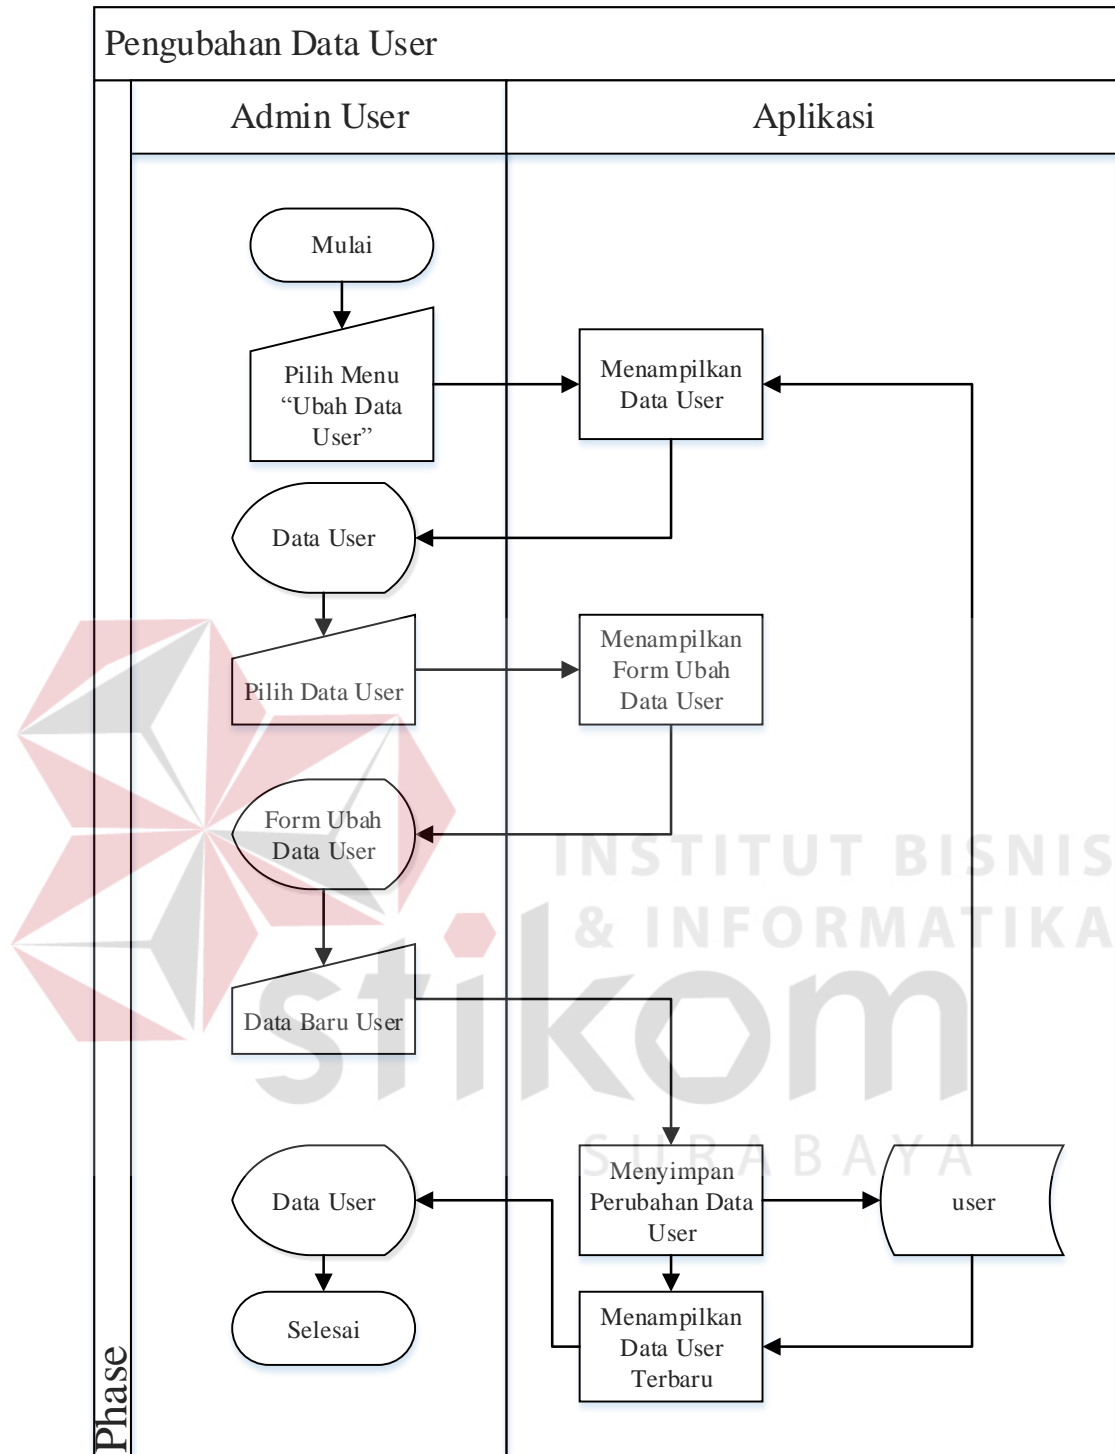 Pengubahan Data User
Admin User
Aplikasi
Mulai
Pilih Menu
“Ubah Data
User”
Menampilkan
Data User
Data User
Pilih Data User
Menampilkan
Form Ubah
Data User
Form Ubah
Data User
INSTITUT BISNIS
& INFORMATIKA
stikom
SURABAYA
Data Baru User
Data User
Menyimpan
Perubahan Data
User
user
Selesai
Menampilkan
Data User
Terbaru
Phase